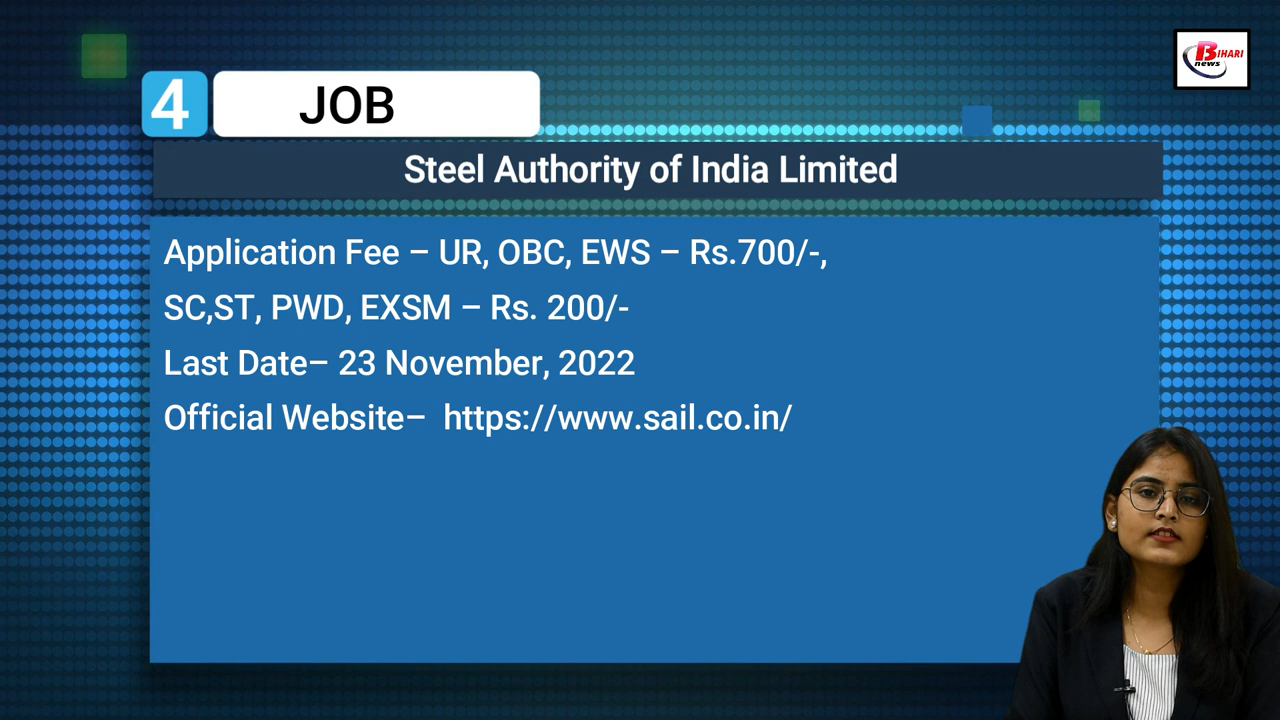 4 JOB
BIHARI
news
Steel Authority of India Limited
Application Fee – UR, OBC, EWS – Rs.700/-,
SC,ST, PWD, EXSM – Rs. 200/-
Last Date– 23 November, 2022
Official Website– https://www.sail.co.in/